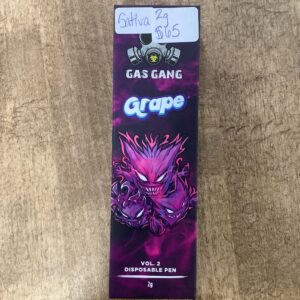 Sativa 2g
$65
GAS GANG
Grape
VOL. 2
DISPOSABLE PEN
2g